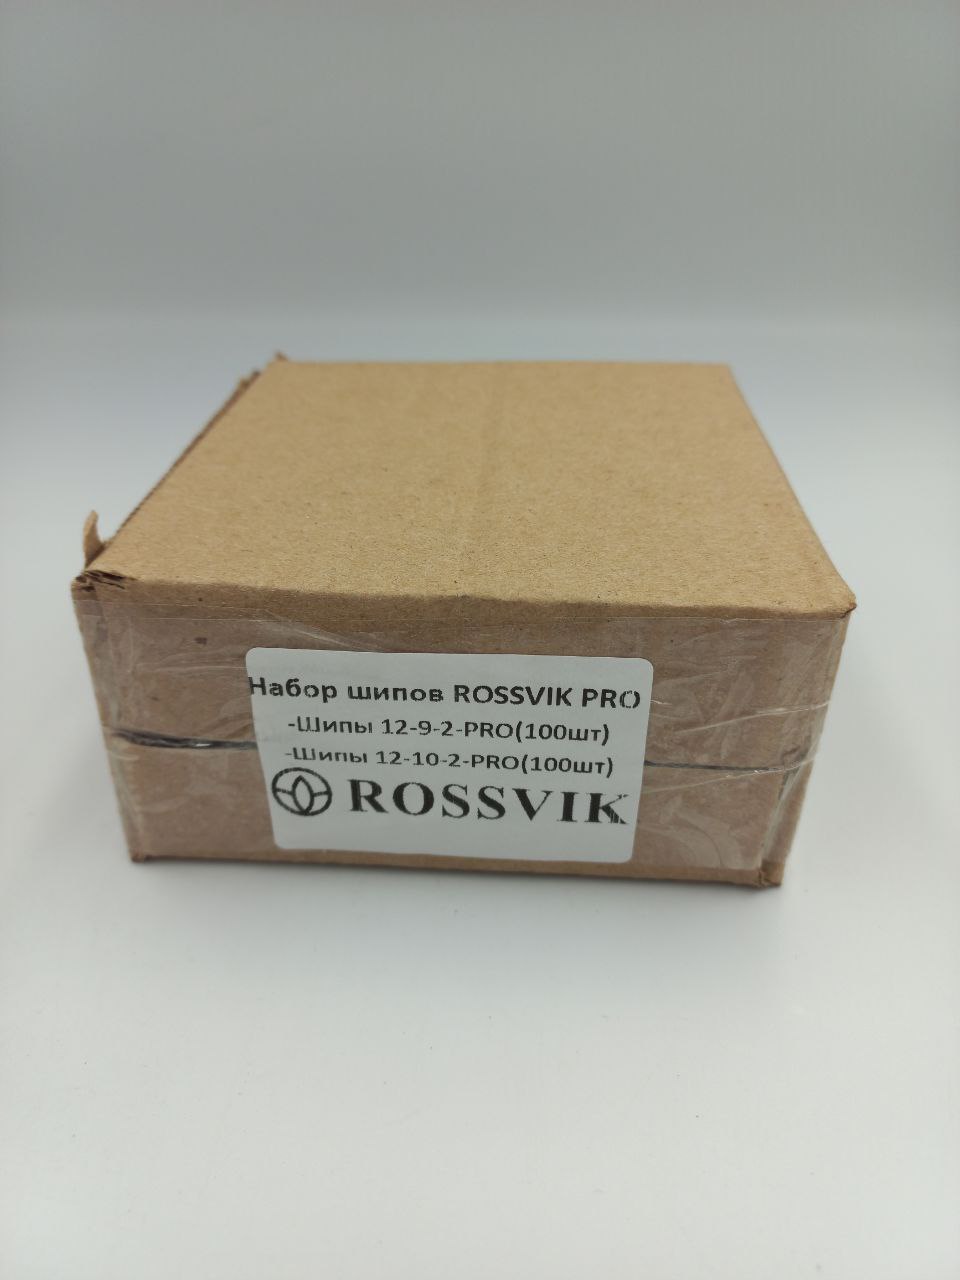 Набор шипов ROSSVIK PRO
-Шипы 12-9-2-PRO(100шт)
-Шипы 12-10-2-PRO(100шт)
ROSSVIK